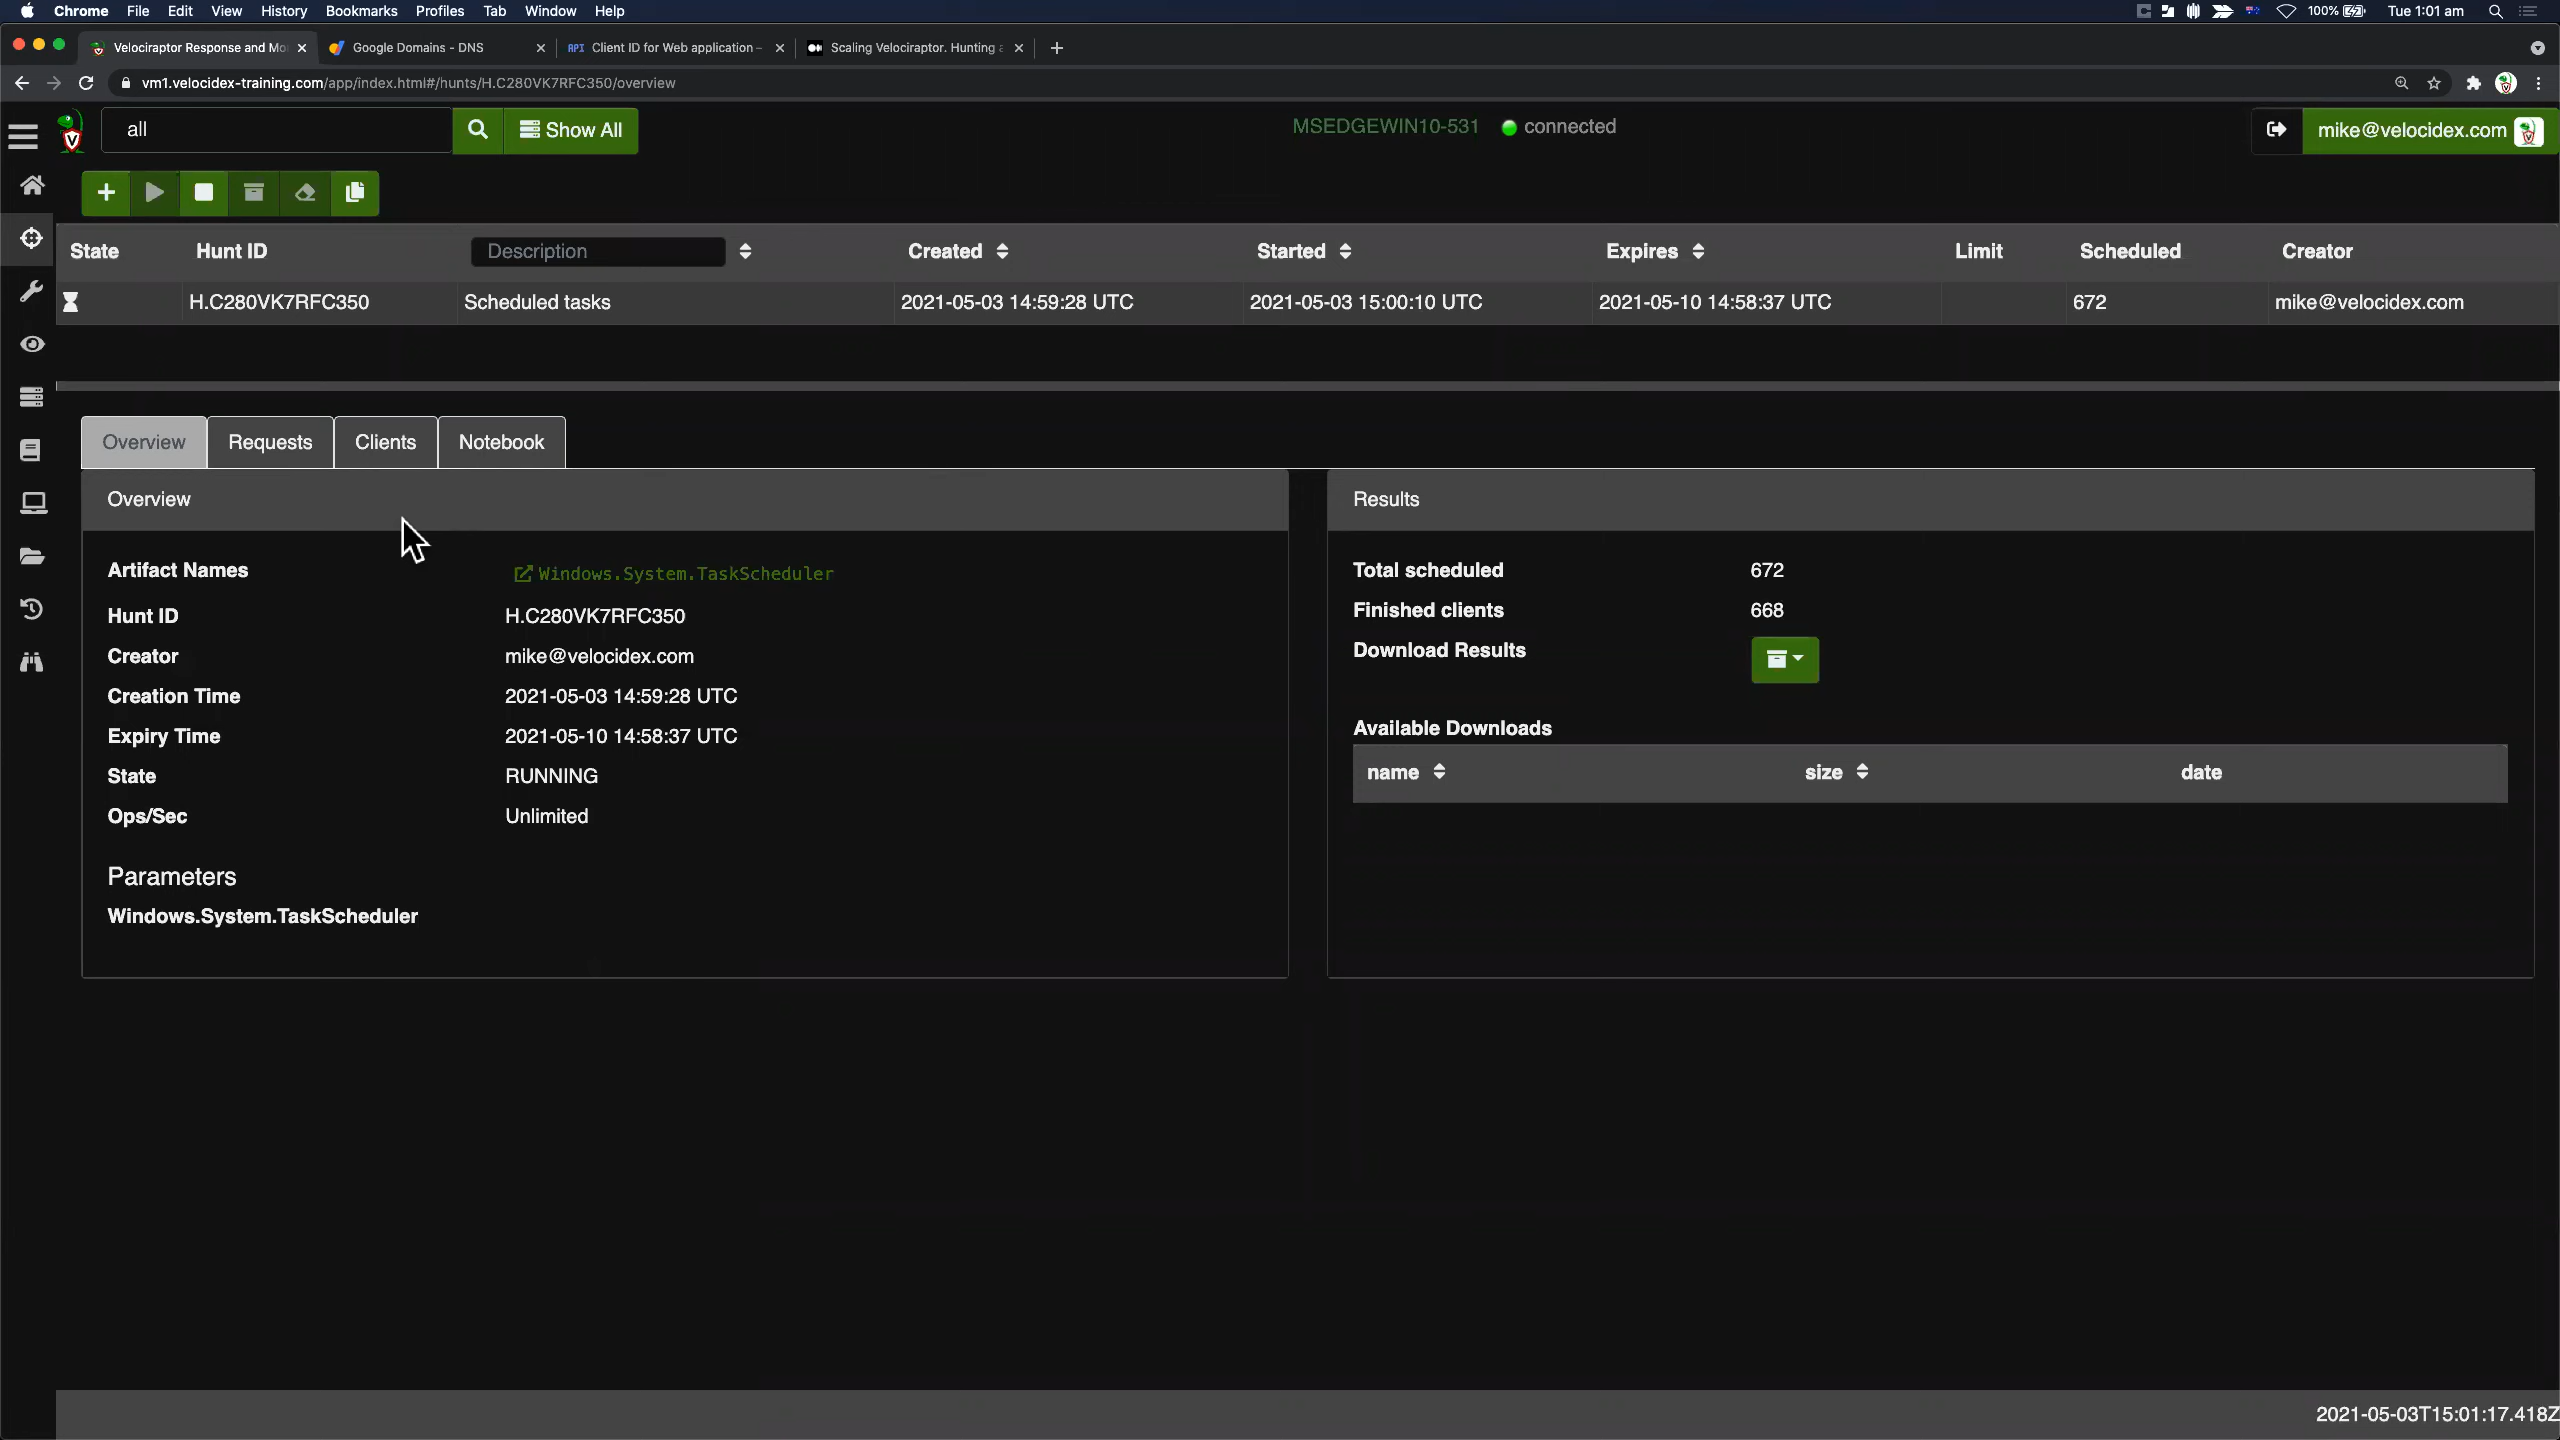 Chrome File Edit View History Bookmarks Profiles Tab Window Help 100% Tue 1:01 am
Velociraptor Response and Mo Google Domains - DNS API Client ID for Web application – Scaling Velociraptor. Hunting a
vm1.velocidex-training.com/app/index.html#/hunts/H.C280VK7RFC350/overview
all Show All MSEDGEWIN10-531 connected mike@velocidex.com
State Hunt ID Description Created Started Expires Limit Scheduled Creator
H.C280VK7RFC350 Scheduled tasks 2021-05-03 14:59:28 UTC 2021-05-03 15:00:10 UTC 2021-05-10 14:58:37 UTC 672 mike@velocidex.com
Overview Requests Clients Notebook
Overview
Artifact Names Windows.System.TaskScheduler
Hunt ID H.C280VK7RFC350
Creator mike@velocidex.com
Creation Time 2021-05-03 14:59:28 UTC
Expiry Time 2021-05-10 14:58:37 UTC
State RUNNING
Ops/Sec Unlimited
Parameters
Windows.System.TaskScheduler
Results
Total scheduled 672
Finished clients 668
Download Results
Available Downloads
name size date
2021-05-03T15:01:17.418Z